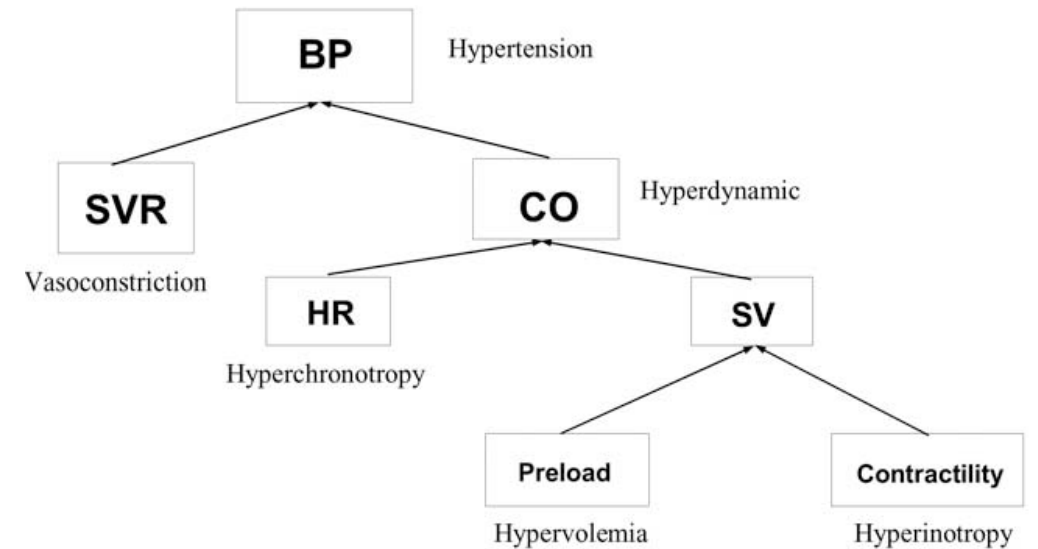 BP
Hypertension
SVR
Vasoconstriction
CO
Hyperdynamic
HR
Hyperchronotropy
SV
Preload
Hypervolemia
Contractility
Hyperinotropy